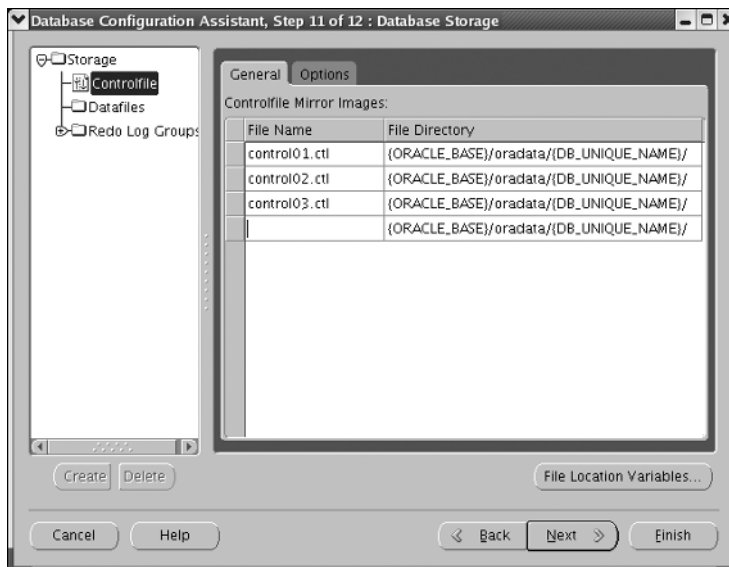 Database Configuration Assistant, Step 11 of 12 : Database Storage
Storage
Controlfile
Datafiles
Redo Log Groups
General Options
Controlfile Mirror Images:
File Name File Directory
control01.ctl {ORACLE_BASE}/oradata/{DB_UNIQUE_NAME}/
control02.ctl {ORACLE_BASE}/oradata/{DB_UNIQUE_NAME}/
control03.ctl {ORACLE_BASE}/oradata/{DB_UNIQUE_NAME}/
{ORACLE_BASE}/oradata/{DB_UNIQUE_NAME}/
Create Delete File Location Variables...
Cancel Help Back Next Finish